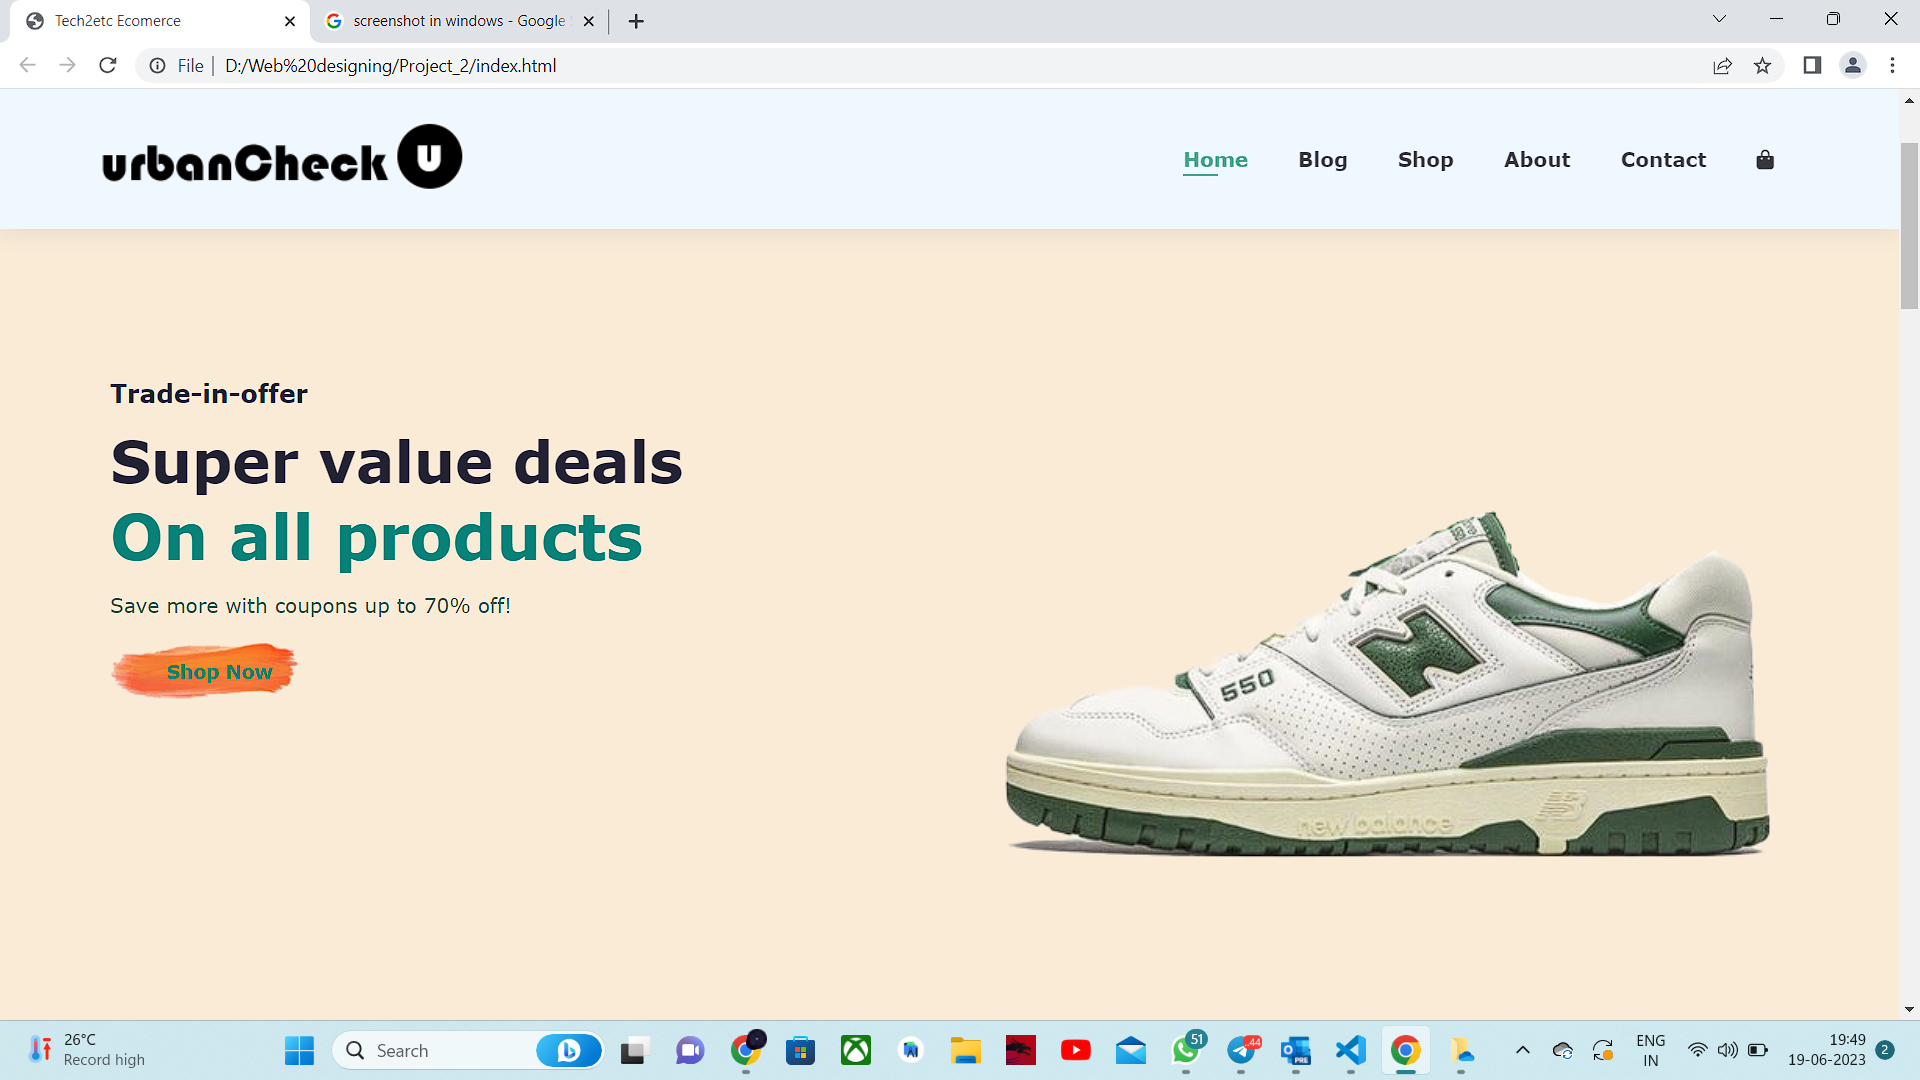 Tech2etc Ecomerce
screenshot in windows - Google
File
D:/Web%20designing/Project_2/index.html
urbanCheck U
Home
Blog
Shop
About
Contact
Trade-in-offer
Super value deals
On all products
Save more with coupons up to 70% off!
Shop Now
550
N
new balance
26°C
Record high
Search
PRE
51
44
ENG
IN
19:49
19-06-2023
2